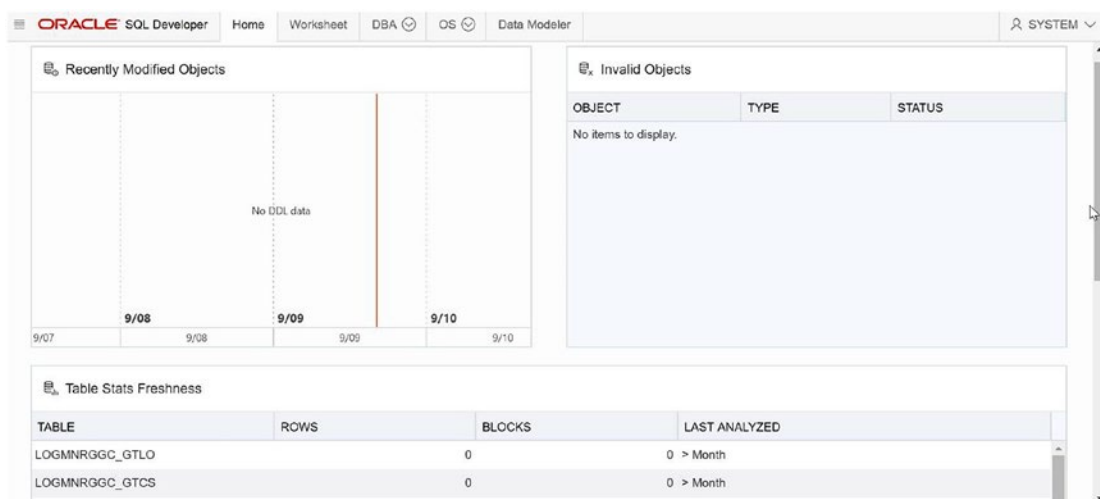 ORACLE SQL Developer Home Worksheet DBA OS Data Modeler SYSTEM
Recently Modified Objects
No DDL data
9/08 9/09 9/10
9/07 9/08 9/09 9/10
Invalid Objects
OBJECT TYPE STATUS
No items to display.
Table Stats Freshness
TABLE ROWS BLOCKS LAST ANALYZED
LOGMNRGGC_GTLO 0 0 > Month
LOGMNRGGC_GTCS 0 0 > Month